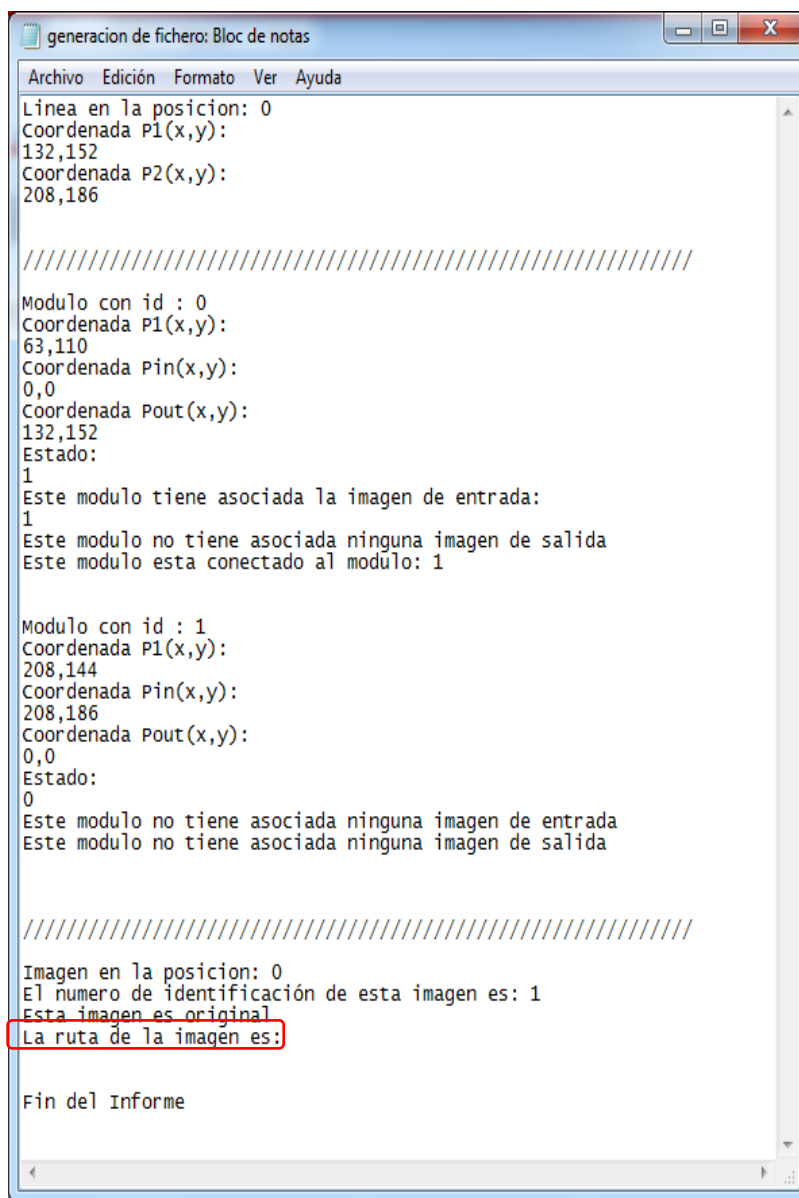 generacion de fichero: Bloc de notas
Archivo Edición Formato Ver Ayuda
Linea en la posicion: 0
Coordenada P1(x,y):
132,152
Coordenada P2(x,y):
208,186
//////////////////////////////////////////////////////////////
Modulo con id : 0
Coordenada P1(x,y):
63,110
Coordenada Pin(x,y):
0,0
Coordenada Pout(x,y):
132,152
Estado:
1
Este modulo tiene asociada la imagen de entrada:
1
Este modulo no tiene asociada ninguna imagen de salida
Este modulo esta conectado al modulo: 1
Modulo con id : 1
Coordenada P1(x,y):
208,144
Coordenada Pin(x,y):
208,186
Coordenada Pout(x,y):
0,0
Estado:
0
Este modulo no tiene asociada ninguna imagen de entrada
Este modulo no tiene asociada ninguna imagen de salida
//////////////////////////////////////////////////////////////
Imagen en la posicion: 0
El numero de identificación de esta imagen es: 1
Esta imagen es original
La ruta de la imagen es:
Fin del Informe